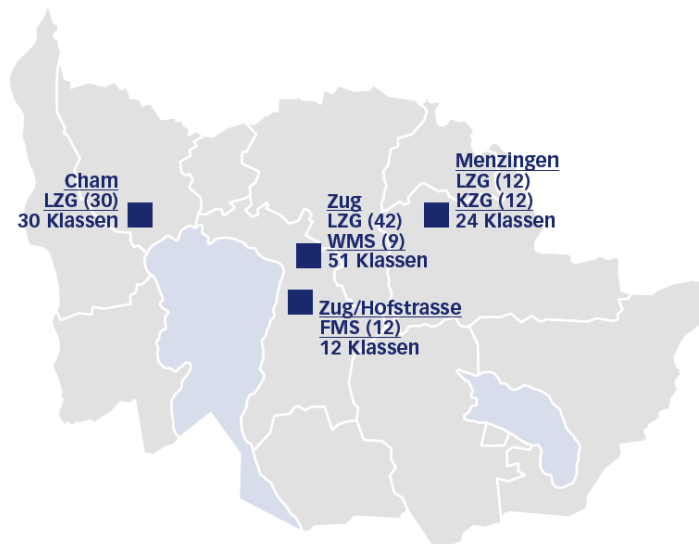 Cham
LZG (30)
30 Klassen
Zug
LZG (42)
WMS (9)
51 Klassen
Menzingen
LZG (12)
KZG (12)
24 Klassen
Zug/Hofstrasse
FMS (12)
12 Klassen